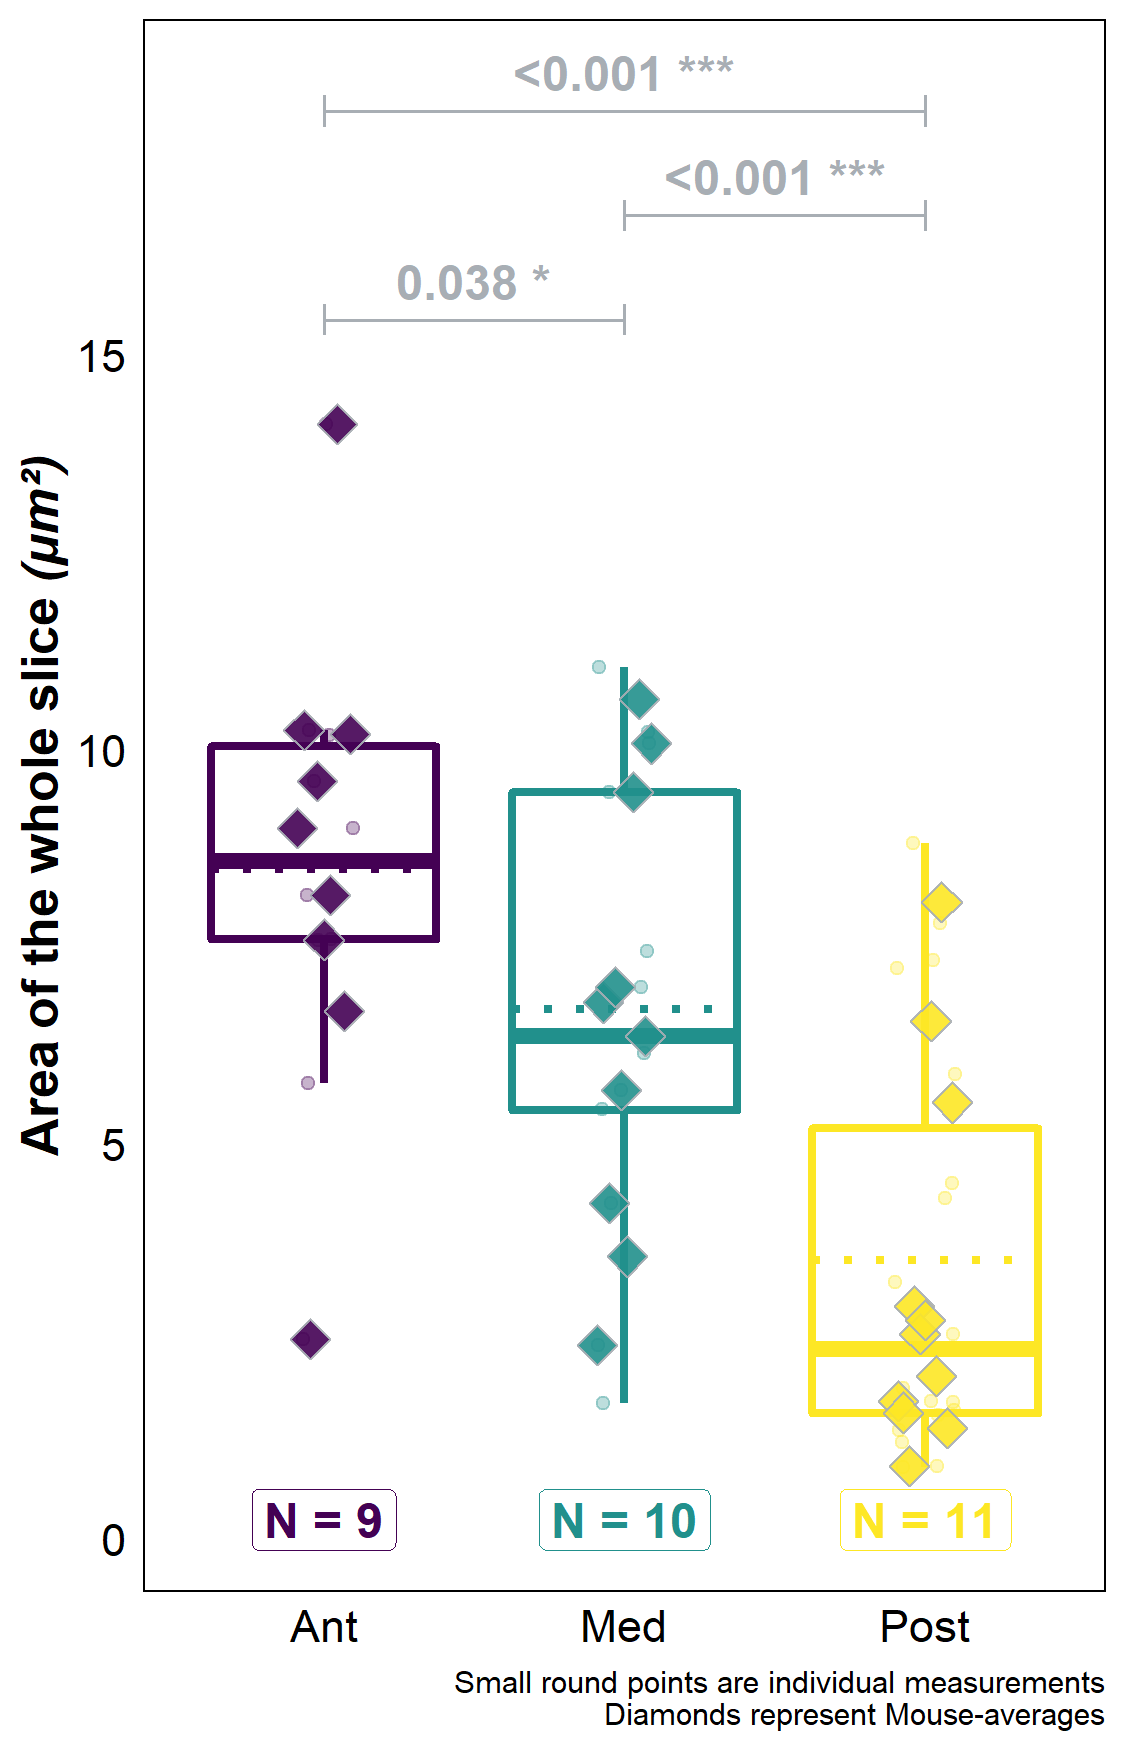 <0.001 ***
<0.001 ***
0.038 *
15
10
5
0
Area of the whole slice (µm²)
N = 9
N = 10
N = 11
Ant
Med
Post
Small round points are individual measurements
Diamonds represent Mouse-averages